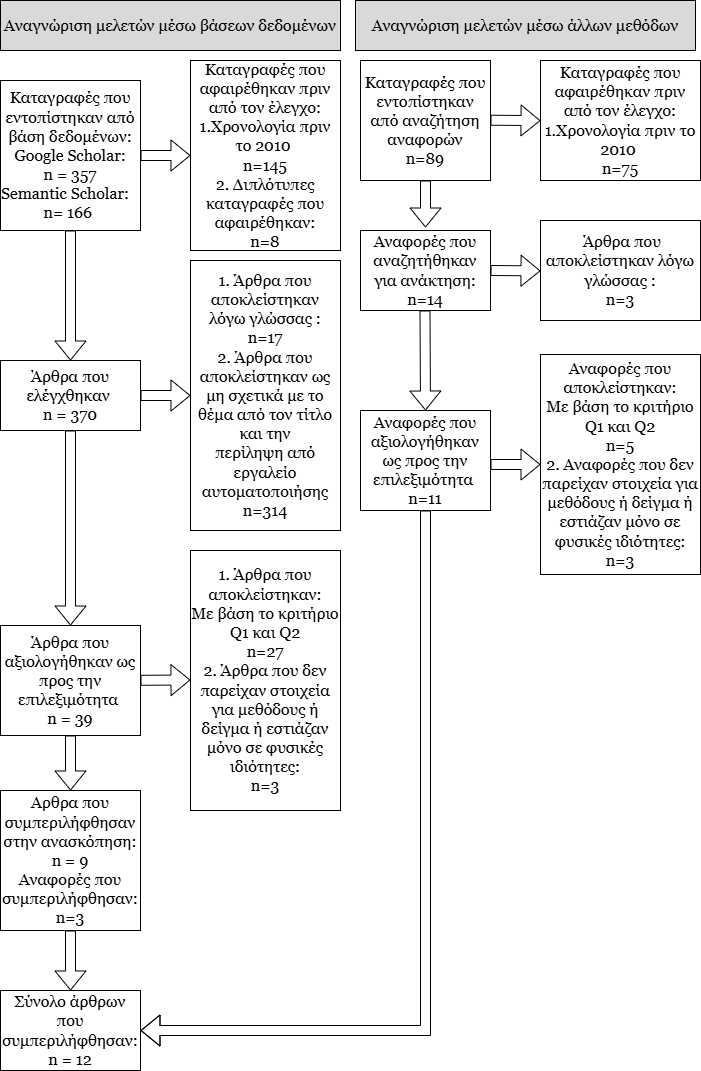 Αναγνώριση μελετών μέσω βάσεων δεδομένων
Αναγνώριση μελετών μέσω άλλων μεθόδων
Καταγραφές που
εντοπίστηκαν από
βάση δεδομένων:
Google Scholar:
n = 357
Semantic Scholar:
n= 166
Καταγραφές που
αφαιρέθηκαν πριν
από τον έλεγχο:
1.Χρονολογία πριν
το 2010
n=145
2. Διπλότυπες
καταγραφές που
αφαιρέθηκαν:
n=8
Καταγραφές που
εντοπίστηκαν
από αναζήτηση
αναφορών
n=89
Καταγραφές που
αφαιρέθηκαν πριν
από τον έλεγχο:
1.Χρονολογία πριν το
2010
n=75
Αναφορές που
αναζητήθηκαν
για ανάκτηση:
n=14
Άρθρα που
αποκλείστηκαν λόγω
γλώσσας :
n=3
1. Άρθρα που
αποκλείστηκαν
λόγω γλώσσας :
n=17
2. Άρθρα που
αποκλείστηκαν ως
μη σχετικά με το
θέμα από τον τίτλο
και την
περίληψη από
εργαλείο
αυτοματοποίησης
n=314
Άρθρα που
ελέγχθηκαν
n = 370
Αναφορές που
αξιολογήθηκαν
ως προς την
επιλεξιμότητα
n=11
Αναφορές που
αποκλείστηκαν:
Με βάση το κριτήριο
Q1 και Q2
n=5
2. Αναφορές που δεν
παρείχαν στοιχεία για
μεθόδους ή δείγμα ή
εστιάζαν μόνο σε
φυσικές ιδιότητες:
n=3
1. Άρθρα που
αποκλείστηκαν:
Με βάση το κριτήριο
Q1 και Q2
n=27
2. Άρθρα που δεν
παρείχαν στοιχεία
για μεθόδους ή
δείγμα ή εστιάζαν
μόνο σε φυσικές
ιδιότητες:
n=3
Άρθρα που
αξιολογήθηκαν ως
προς την
επιλεξιμότητα
n = 39
Αρθρα που
συμπεριλήφθησαν
στην ανασκόπηση:
n = 9
Αναφορές που
συμπεριλήφθησαν:
n=3
Σύνολο άρθρων
που
συμπεριλήφθησαν:
n = 12